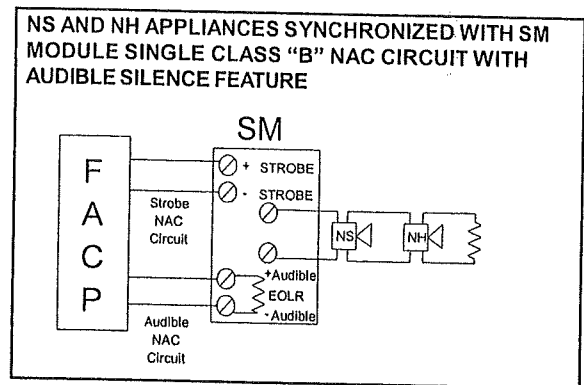 NS AND NH APPLIANCES SYNCHRONIZED WITH SM
MODULE SINGLE CLASS "B" NAC CIRCUIT WITH
AUDIBLE SILENCE FEATURE
SM
F
A
C
P
+ STROBE
- STROBE
Strobe
NAC
Circuit
NS
NH
+Audible
EOLR
-Audible
Audible
NAC
Circuit